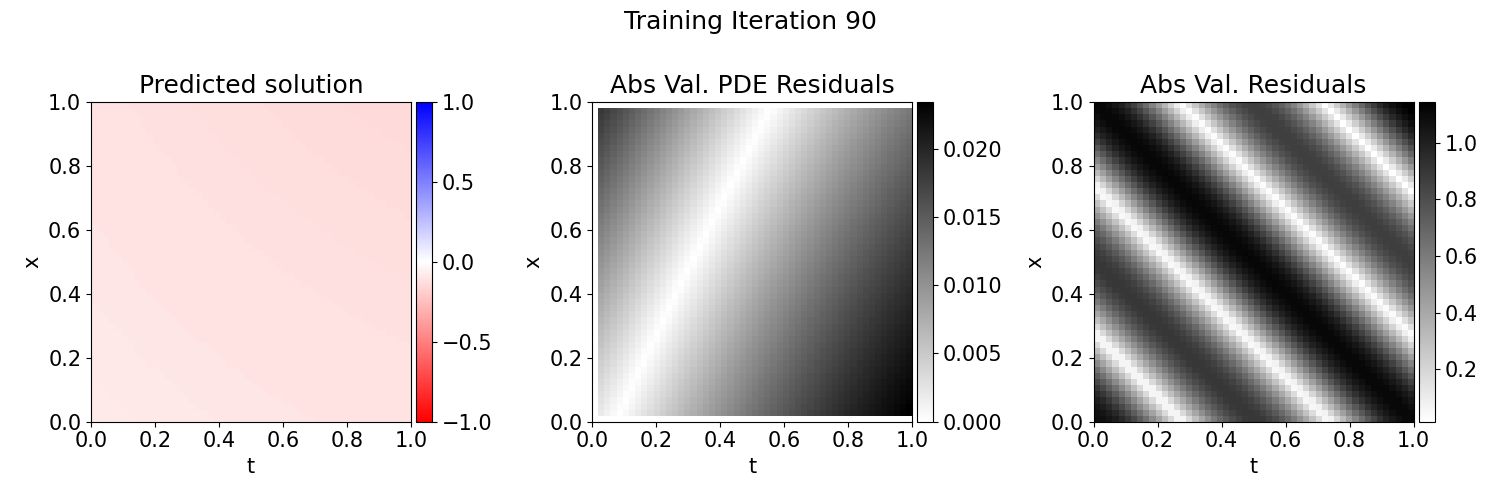 Training Iteration 90
Predicted solution
1.0
0.8
0.6
0.4
0.2
0.0
x
0.0 0.2 0.4 0.6 0.8 1.0
t
1.0
0.5
0.0
−0.5
−1.0
Abs Val. PDE Residuals
1.0
0.8
0.6
0.4
0.2
0.0
x
0.0 0.2 0.4 0.6 0.8 1.0
t
0.020
0.015
0.010
0.005
0.000
Abs Val. Residuals
1.0
0.8
0.6
0.4
0.2
0.0
x
0.0 0.2 0.4 0.6 0.8 1.0
t
1.0
0.8
0.6
0.4
0.2